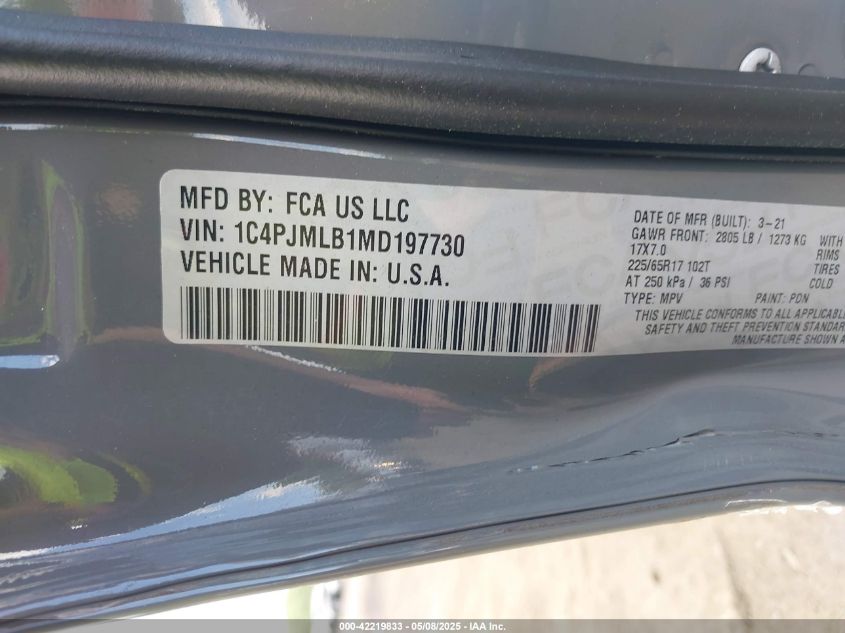 MFD BY: FCA US LLC
VIN: 1C4PJMLB1MD197730
VEHICLE MADE IN: U.S.A.
DATE OF MFR (BUILT): 3-21
GAWR FRONT: 2805 LB / 1273 KG WITH
17X7.0 RIMS
225/65R17 102T TIRES
AT 250 kPa / 36 PSI COLD
TYPE: MPV PAINT: PDN
THIS VEHICLE CONFORMS TO ALL APPLICABLE
SAFETY AND THEFT PREVENTION STANDAR
MANUFACTURE SHOWN A
000-42219833 - 05/08/2025 - IAA Inc.